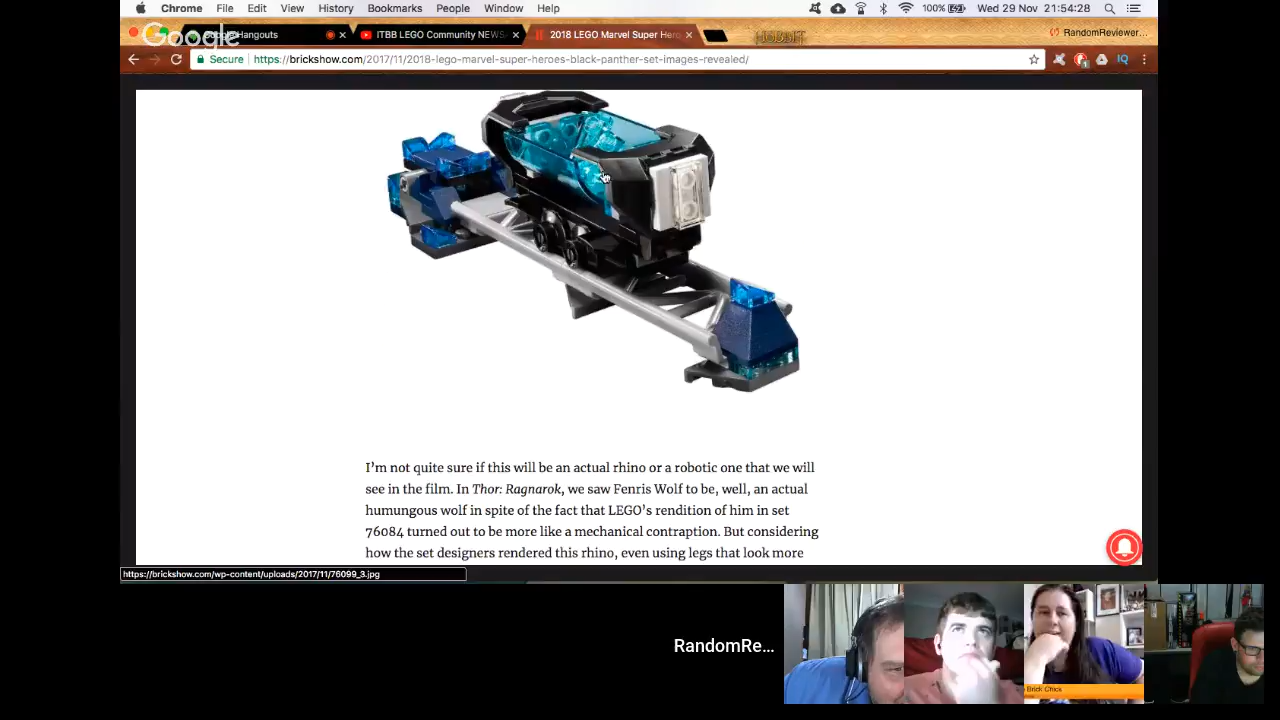 Chrome File Edit View History Bookmarks People Window Help 100% Wed 29 Nov 21:54:28
Google Hangouts ITBB LEGO Community NEWS 2018 LEGO Marvel Super Hero RandomReviewer...
Secure https://brickshow.com/2017/11/2018-lego-marvel-super-heroes-black-panther-set-images-revealed/ IQ
I'm not quite sure if this will be an actual rhino or a robotic one that we will
see in the film. In Thor: Ragnarok, we saw Fenris Wolf to be, well, an actual
humungous wolf in spite of the fact that LEGO's rendition of him in set
76084 turned out to be more like a mechanical contraption. But considering
how the set designers rendered this rhino, even using legs that look more
https://brickshow.com/wp-content/uploads/2017/11/76099_3.jpg
RandomRe...
Brick Chick